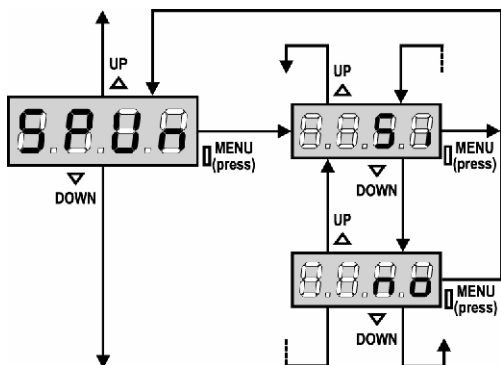 UP
SPUn
MENU
(press)
DOWN
UP
Si
MENU
(press)
DOWN
UP
no
MENU
(press)
DOWN